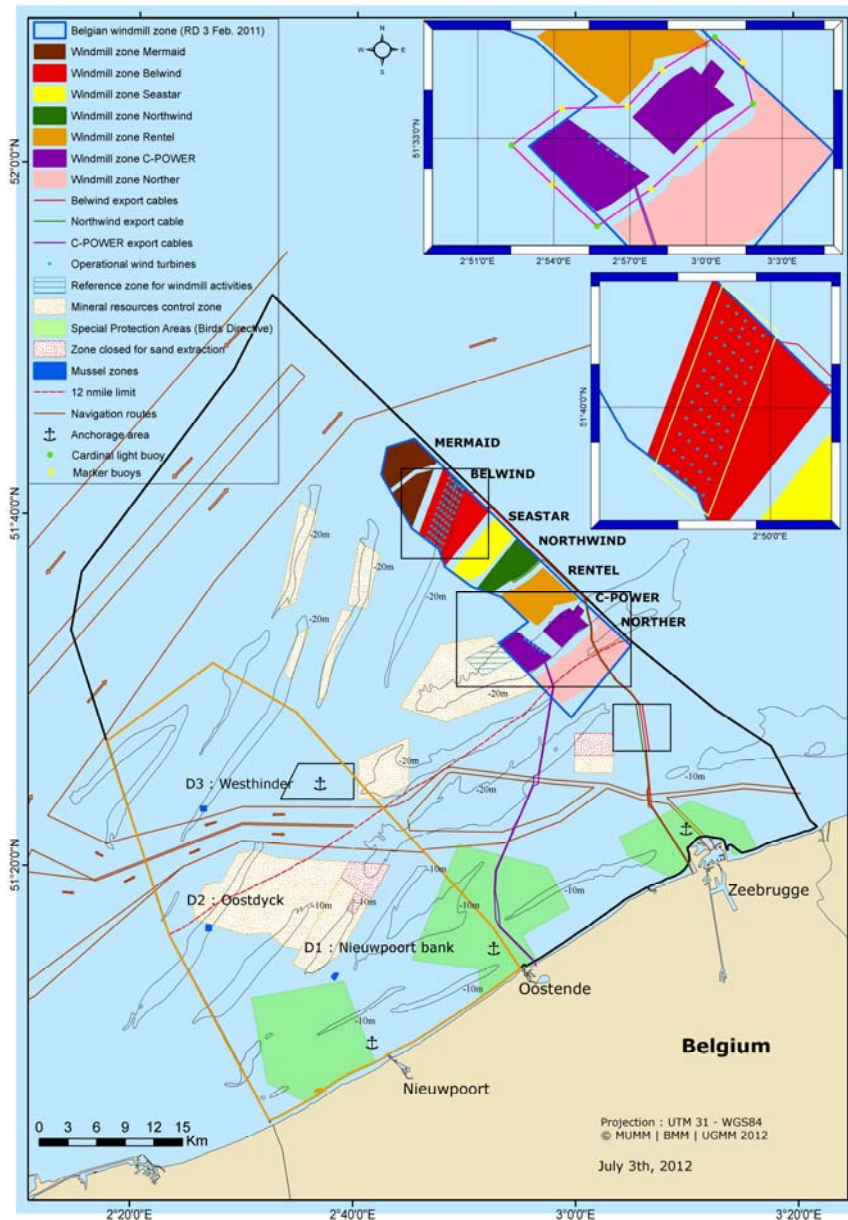 Belgian windmill zone (RD 3 Feb. 2011)
Windmill zone Mermaid
Windmill zone Belwind
Windmill zone Seastar
Windmill zone Northwind
Windmill zone Rentel
Windmill zone C-POWER
Windmill zone Norther
Belwind export cables
Northwind export cable
C-POWER export cables
Operational wind turbines
Reference zone for windmill activities
Mineral resources control zone
Special Protection Areas (Birds Directive)
Zone closed for sand extraction
Mussel zones
12 nmile limit
Navigation routes
Anchorage area
Cardinal light buoy
Marker buoys
N
W E
S
51°33'0"N
2°51'0"E 2°54'0"E 2°57'0"E 3°0'0"E 3°3'0"E
51°40'0"N
2°50'0"E
52°0'0"N
51°40'0"N
51°20'0"N
MERMAID
BELWIND
SEASTAR
NORTHWIND
RENTEL
C-POWER
NORTHER
-20m
-20m
-20m
-20m
-20m
-20m
-20m
-10m
D3 : Westhinder
D2 : Oostdyck
D1 : Nieuwpoort bank
-10m
-10m
-10m
-10m
-10m
-10m
-10m
Zeebrugge
Oostende
Nieuwpoort
Belgium
0 3 6 9 12 15
Km
Projection : UTM 31 - WGS84
© MUMM | BMM | UGMM 2012
July 3th, 2012
2°20'0"E 2°40'0"E 3°0'0"E 3°20'0"E